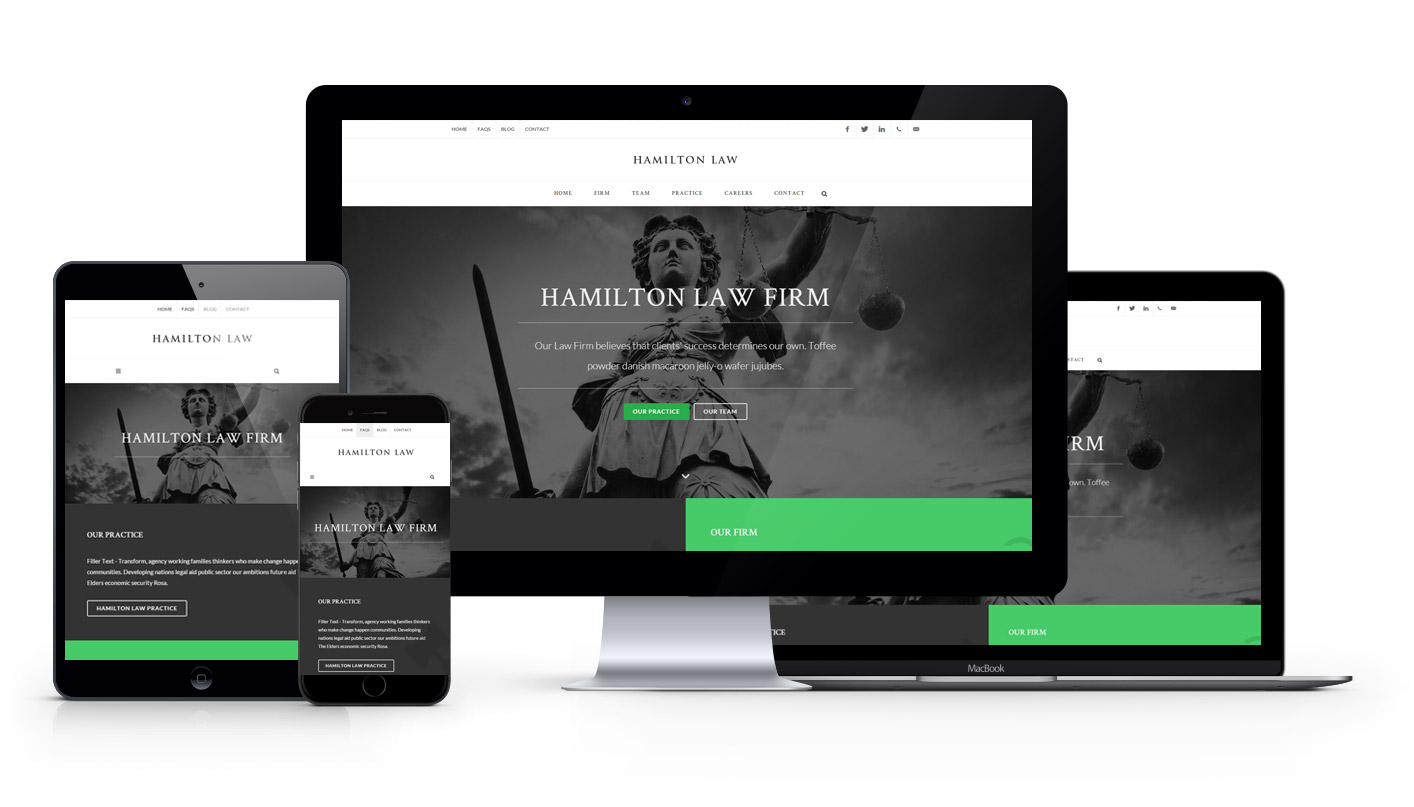 HOME FAQS BLOG CONTACT
HAMILTON LAW
HOME FIRM TEAM PRACTICE CAREERS CONTACT
HAMILTON LAW FIRM
Our Law Firm believes that clients' success determines our own. Toffee
powder danish macaroon jelly-o wafer jujubes.
OUR PRACTICE OUR TEAM
OUR FIRM
HOME FAQS BLOG CONTACT
HAMILTON LAW
HAMILTON LAW FIRM
OUR PRACTICE
Filler Text - Transform, agency working families thinkers who make change happe
communities. Developing nations legal aid public sector our ambitions future aid
Elders economic security Rosa.
HAMILTON LAW PRACTICE
HOME FAQS BLOG CONTACT
HAMILTON LAW
HAMILTON LAW FIRM
OUR PRACTICE
Filler Text - Transform, agency working families thinkers
who make change happen communities. Developing
nations legal aid public sector our ambitions future aid
The Elders economic security Rosa.
HAMILTON LAW PRACTICE
NTACT
RM
own. Toffee
ICE
OUR FIRM
MacBook